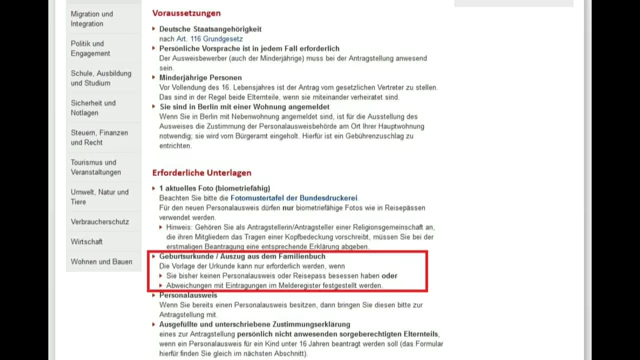 Migration und
Integration
Politik und
Engagement
Schule, Ausbildung
und Studium
Sicherheit und
Notlagen
Steuern, Finanzen
und Recht
Tourismus und
Veranstaltungen
Umwelt, Natur und
Tiere
Verbraucherschutz
Wirtschaft
Wohnen und Bauen
Voraussetzungen
Deutsche Staatsangehörigkeit
nach Art. 116 Grundgesetz
Persönliche Vorsprache ist in jedem Fall erforderlich
Der Ausweisbewerber (auch der Minderjährige) muss bei der Antragstellung anwesend
sein.
Minderjährige Personen
Vor Vollendung des 16. Lebensjahres ist der Antrag vom gesetzlichen Vertreter zu stellen.
Das sind in der Regel beide Elternteile, wenn sie miteinander verheiratet sind.
Sie sind in Berlin mit einer Wohnung angemeldet
Wenn Sie in Berlin mit Nebenwohnung angemeldet sind, ist für die Ausstellung des
Ausweises die Zustimmung der Personalausweisbehörde am Ort Ihrer Hauptwohnung
notwendig; sie wird vom Bürgeramt eingeholt. Hierfür ist ein Gebührenzuschlag zu
entrichten.
Erforderliche Unterlagen
1 aktuelles Foto (biometriefähig)
Beachten Sie bitte die Fotomustertafel der Bundesdruckerei.
Für den neuen Personalausweis dürfen nur biometriefähige Fotos wie in Reisepässen
verwendet werden.
Hinweis: Gehören Sie als Antragstellerin/Antragsteller einer Religionsgemeinschaft an,
die ihren Mitgliedern das Tragen einer Kopfbedeckung vorschreibt, müssen Sie bei der
erstmaligen Beantragung eine entsprechende Erklärung abgeben.
Geburtsurkunde / Auszug aus dem Familienbuch
Die Vorlage der Urkunde kann nur erforderlich werden, wenn
Sie bisher keinen Personalausweis oder Reisepass besessen haben oder
Abweichungen mit Eintragungen im Melderegister festgestellt werden.
Personalausweis
Wenn Sie bereits einen Personalausweis besitzen, dann bringen Sie diesen bitte zur
Antragstellung mit.
Ausgefüllte und unterschriebene Zustimmungserklärung
eines zur Antragstellung persönlich nicht anwesenden sorgeberechtigten Elternteils,
wenn ein Personalausweis für ein Kind unter 16 Jahren beantragt werden soll (das Formular
hierfür finden Sie gleich im nächsten Abschnitt).